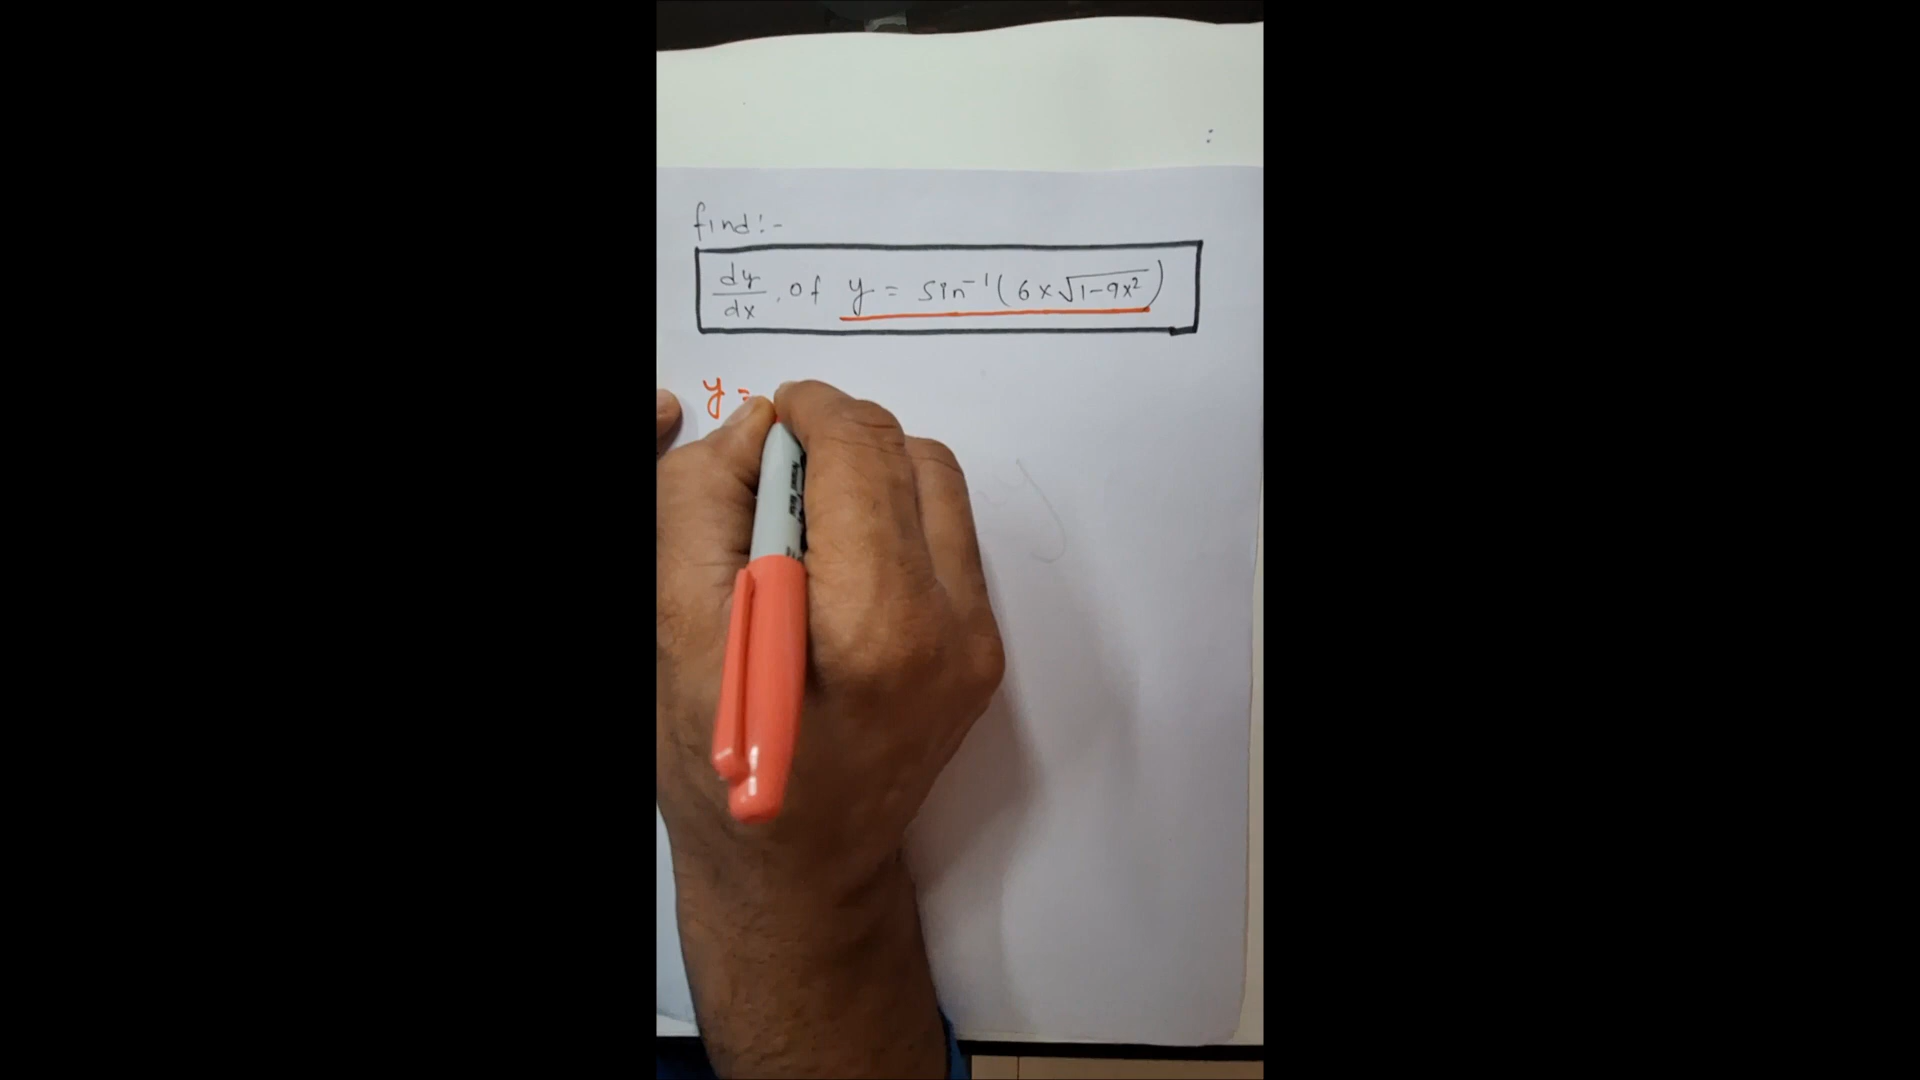 find:-
dy/dx of y = sin⁻¹(6x√1-9x²)
y =